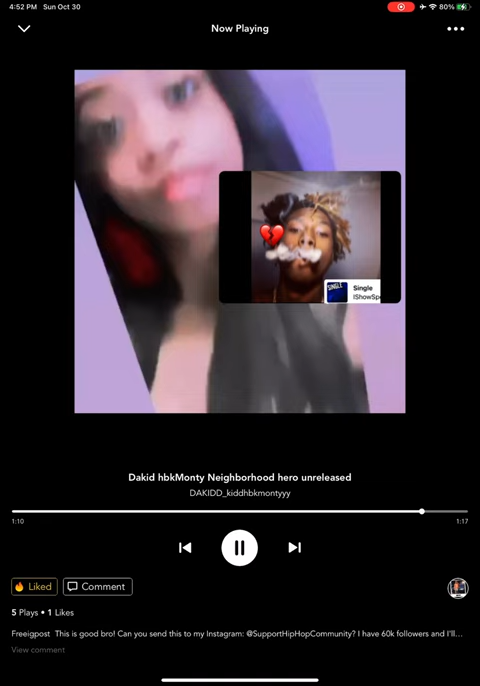 4:52 PM Sun Oct 30
80%
Now Playing
SINGLE
Single
IShowSp
Dakid hbkMonty Neighborhood hero unreleased
DAKIDD_kiddhbkmontyyy
1:10
1:17
Liked
Comment
5 Plays • 1 Likes
Freeigpost This is good bro! Can you send this to my Instagram: @SupportHipHopCommunity? I have 60k followers and I'll...
View comment